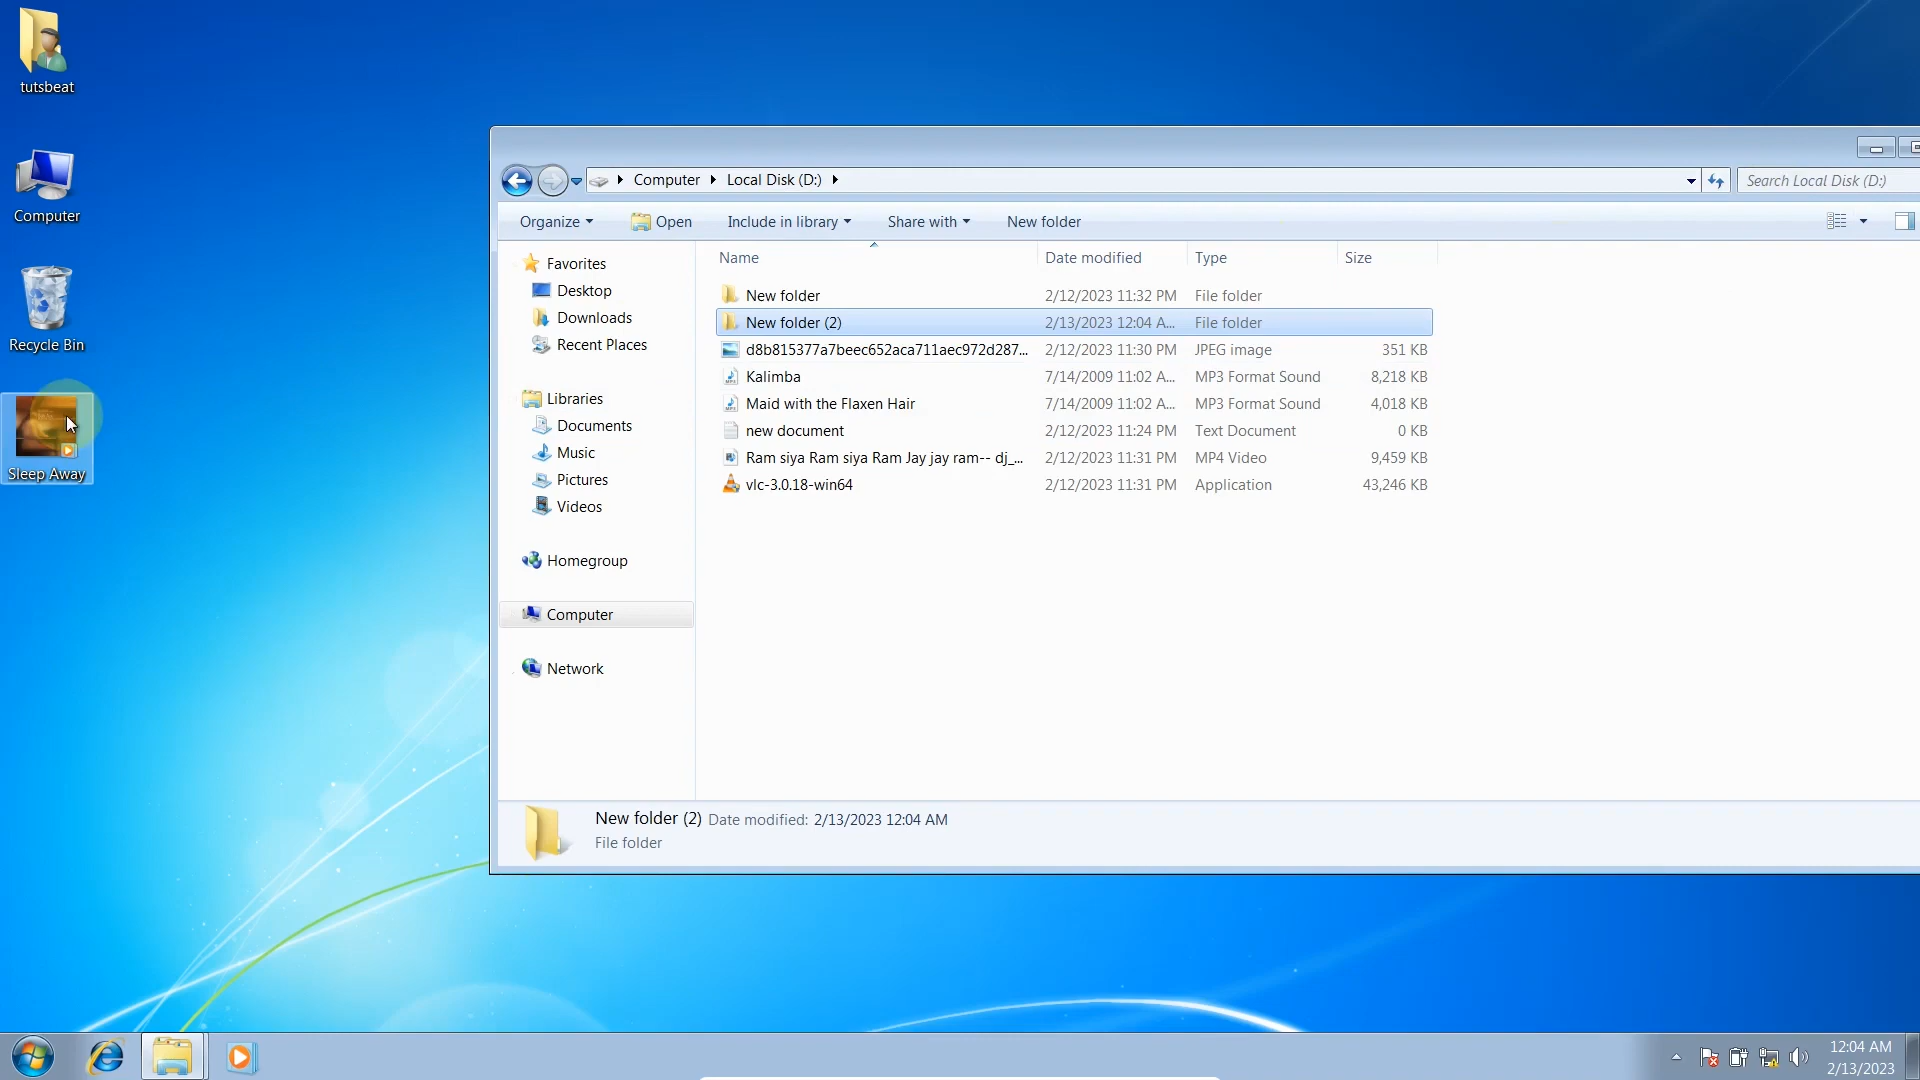 tutsbeat
Computer
Recycle Bin
Sleep Away
Computer Local Disk (D:)
Search Local Disk (D:)
Organize Open Include in library Share with New folder
Name Date modified Type Size
Favorites
Desktop
Downloads
Recent Places
Libraries
Documents
Music
Pictures
Videos
Homegroup
Computer
Network
New folder 2/12/2023 11:32 PM File folder
New folder (2) 2/13/2023 12:04 A... File folder
d8b815377a7beec652aca711aec972d287... 2/12/2023 11:30 PM JPEG image 351 KB
Kalimba 7/14/2009 11:02 A... MP3 Format Sound 8,218 KB
Maid with the Flaxen Hair 7/14/2009 11:02 A... MP3 Format Sound 4,018 KB
new document 2/12/2023 11:24 PM Text Document 0 KB
Ram siya Ram siya Ram Jay jay ram-- dj_... 2/12/2023 11:31 PM MP4 Video 9,459 KB
vlc-3.0.18-win64 2/12/2023 11:31 PM Application 43,246 KB
New folder (2) Date modified: 2/13/2023 12:04 AM
File folder
12:04 AM
2/13/2023